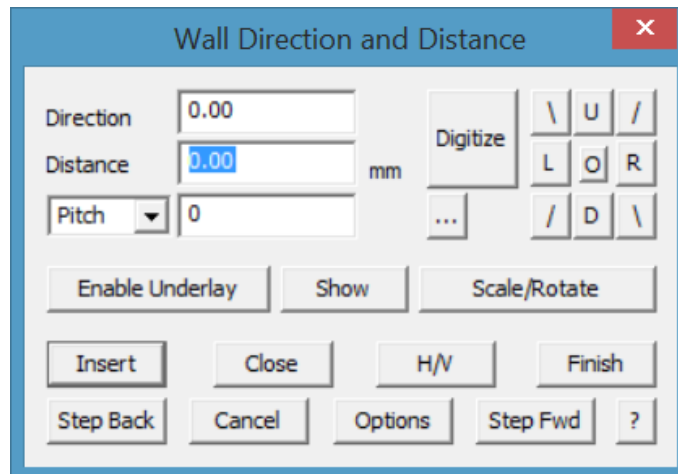 Wall Direction and Distance x
Direction 0.00 Digitize \ U /
Distance 0.00 mm L O R
Pitch 0 ... / D \
Enable Underlay Show Scale/Rotate
Insert Close H/V Finish
Step Back Cancel Options Step Fwd ?